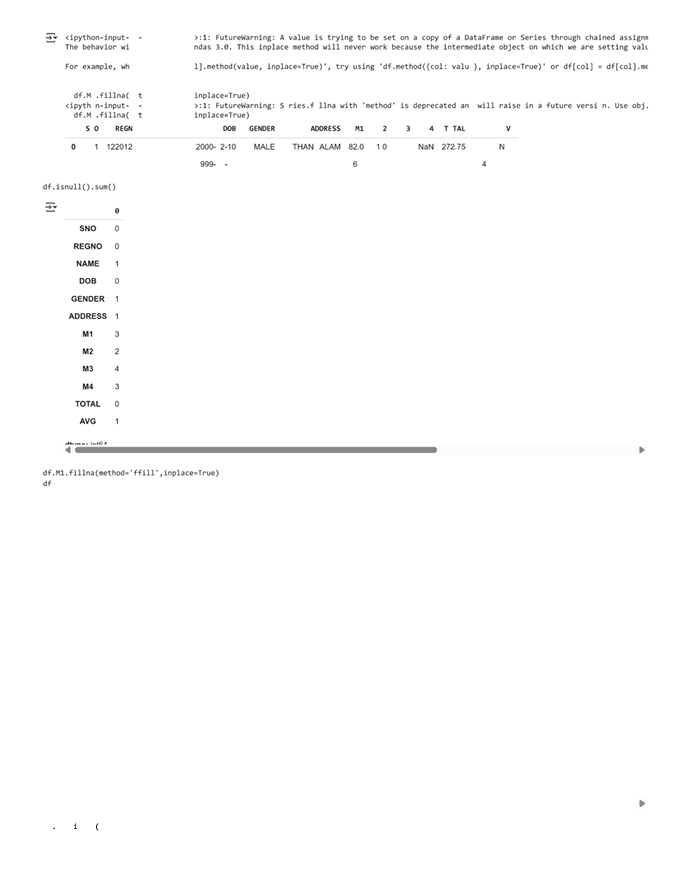 <ipython-input- - >:1: FutureWarning: A value is trying to be set on a copy of a DataFrame or Series through chained assignm
The behavior wi ndas 3.0. This inplace method will never work because the intermediate object on which we are setting valu
For example, wh l].method(value, inplace=True)', try using 'df.method({col: valu }, inplace=True)' or df[col] = df[col].me
df.M .fillna( t inplace=True)
<ipyth n-input- - >:1: FutureWarning: S ries.f llna with 'method' is deprecated an will raise in a future versi n. Use obj.
df.M .fillna( t inplace=True)
S O REGN DOB GENDER ADDRESS M1 2 3 4 T TAL V
0 1 122012 2000- 2-10 MALE THAN ALAM 82.0 1 0 NaN 272.75 N
999- - 6 4
df.isnull().sum()
0
SNO 0
REGNO 0
NAME 1
DOB 0
GENDER 1
ADDRESS 1
M1 3
M2 2
M3 4
M4 3
TOTAL 0
AVG 1
df.M1.fillna(method='ffill',inplace=True)
df
. i (